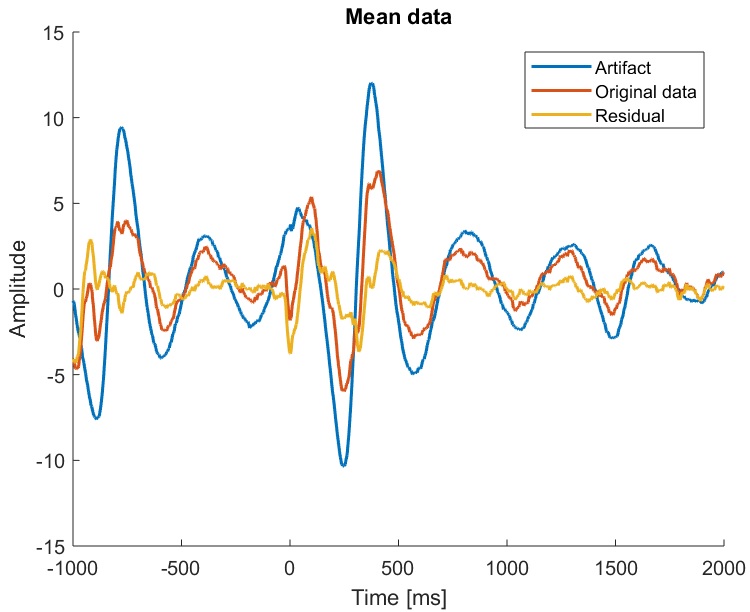 Mean data
Artifact
Original data
Residual
15
10
5
0
-5
-10
-15
Amplitude
-1000 -500 0 500 1000 1500 2000
Time [ms]